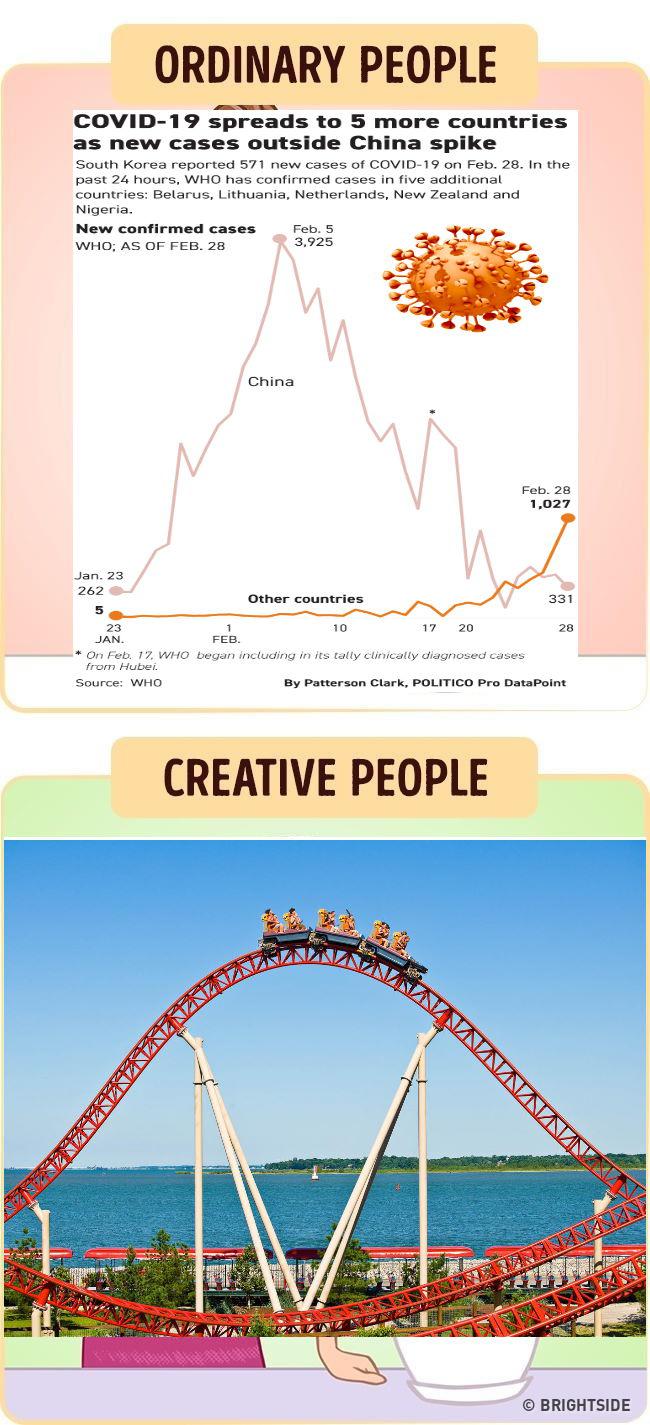 ORDINARY PEOPLE
COVID-19 spreads to 5 more countries
as new cases outside China spike
South Korea reported 571 new cases of COVID-19 on Feb. 28. In the
past 24 hours, WHO has confirmed cases in five additional
countries: Belarus, Lithuania, Netherlands, New Zealand and
Nigeria.
New confirmed cases
WHO; AS OF FEB. 28
Feb. 5
3,925
China
*
Feb. 28
1,027
Jan. 23
262
Other countries
5
331
23 1 10 17 20 28
JAN. FEB.
* On Feb. 17, WHO began including in its tally clinically diagnosed cases
from Hubei.
Source: WHO By Patterson Clark, POLITICO Pro DataPoint
CREATIVE PEOPLE
© BRIGHTSIDE